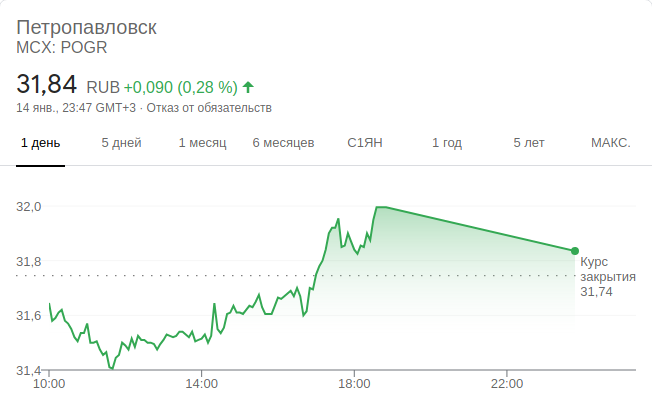 Петропавловск
MCX: POGR
31,84 RUB +0,090 (0,28 %)
14 янв., 23:47 GMT+3 · Отказ от обязательств
1 день 5 дней 1 месяц 6 месяцев С1ЯН 1 год 5 лет МАКС.
32,0
31,8
Курс
закрытия
31,74
31,6
31,4
10:00 14:00 18:00 22:00